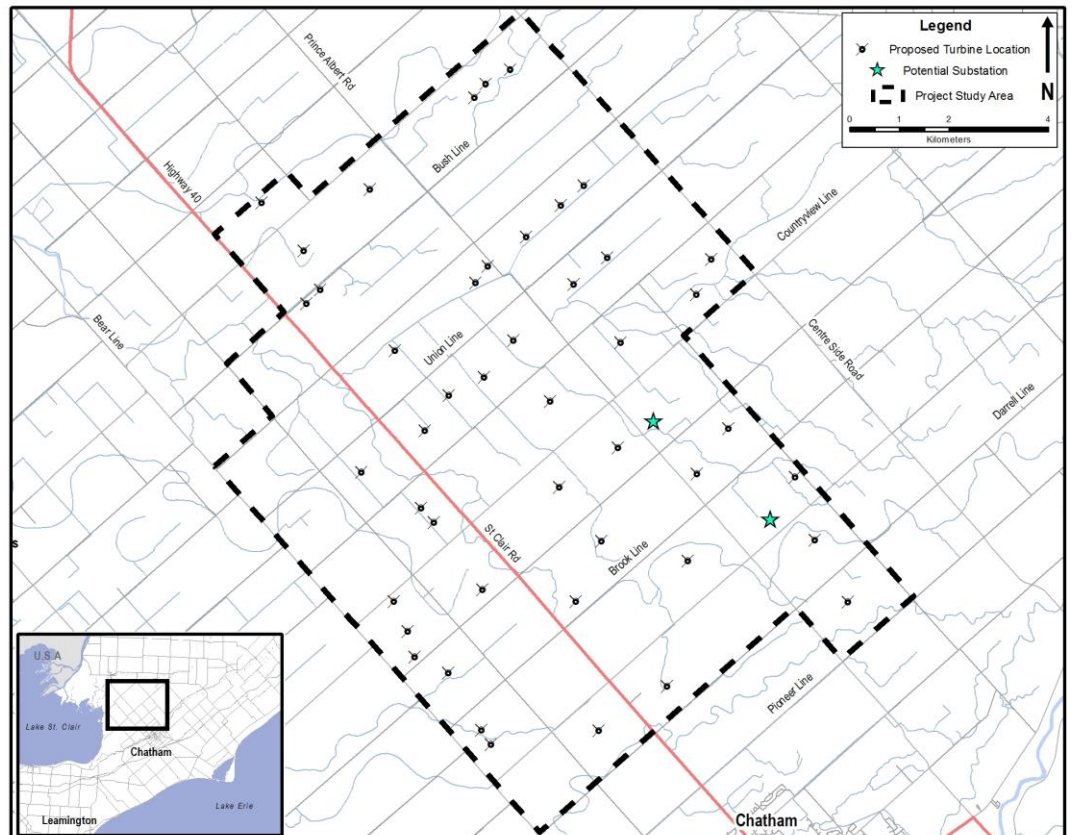 Legend
Proposed Turbine Location
Potential Substation
Project Study Area
N
0 1 2 4
Kilometers
Prince Albert Rd
Bush Line
Highway 40
Countryview Line
Bear Line
Union Line
Centre Side Road
Darrell Line
s
St Clair Rd
Brook Line
Pioneer Line
Chatham
U.S.A
Lake St. Clair
Chatham
Lake Erie
Leamington